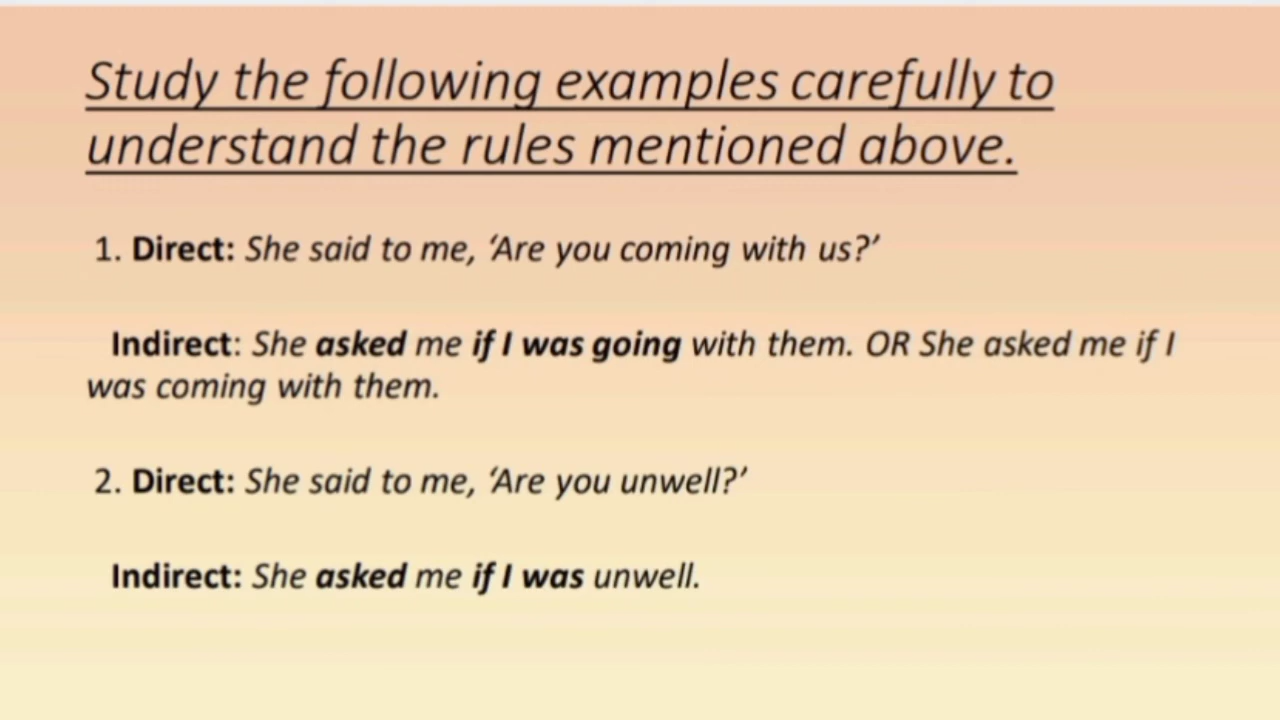 Study the following examples carefully to
understand the rules mentioned above.
1. Direct: She said to me, ‘Are you coming with us?’
Indirect: She asked me if I was going with them. OR She asked me if I
was coming with them.
2. Direct: She said to me, ‘Are you unwell?’
Indirect: She asked me if I was unwell.